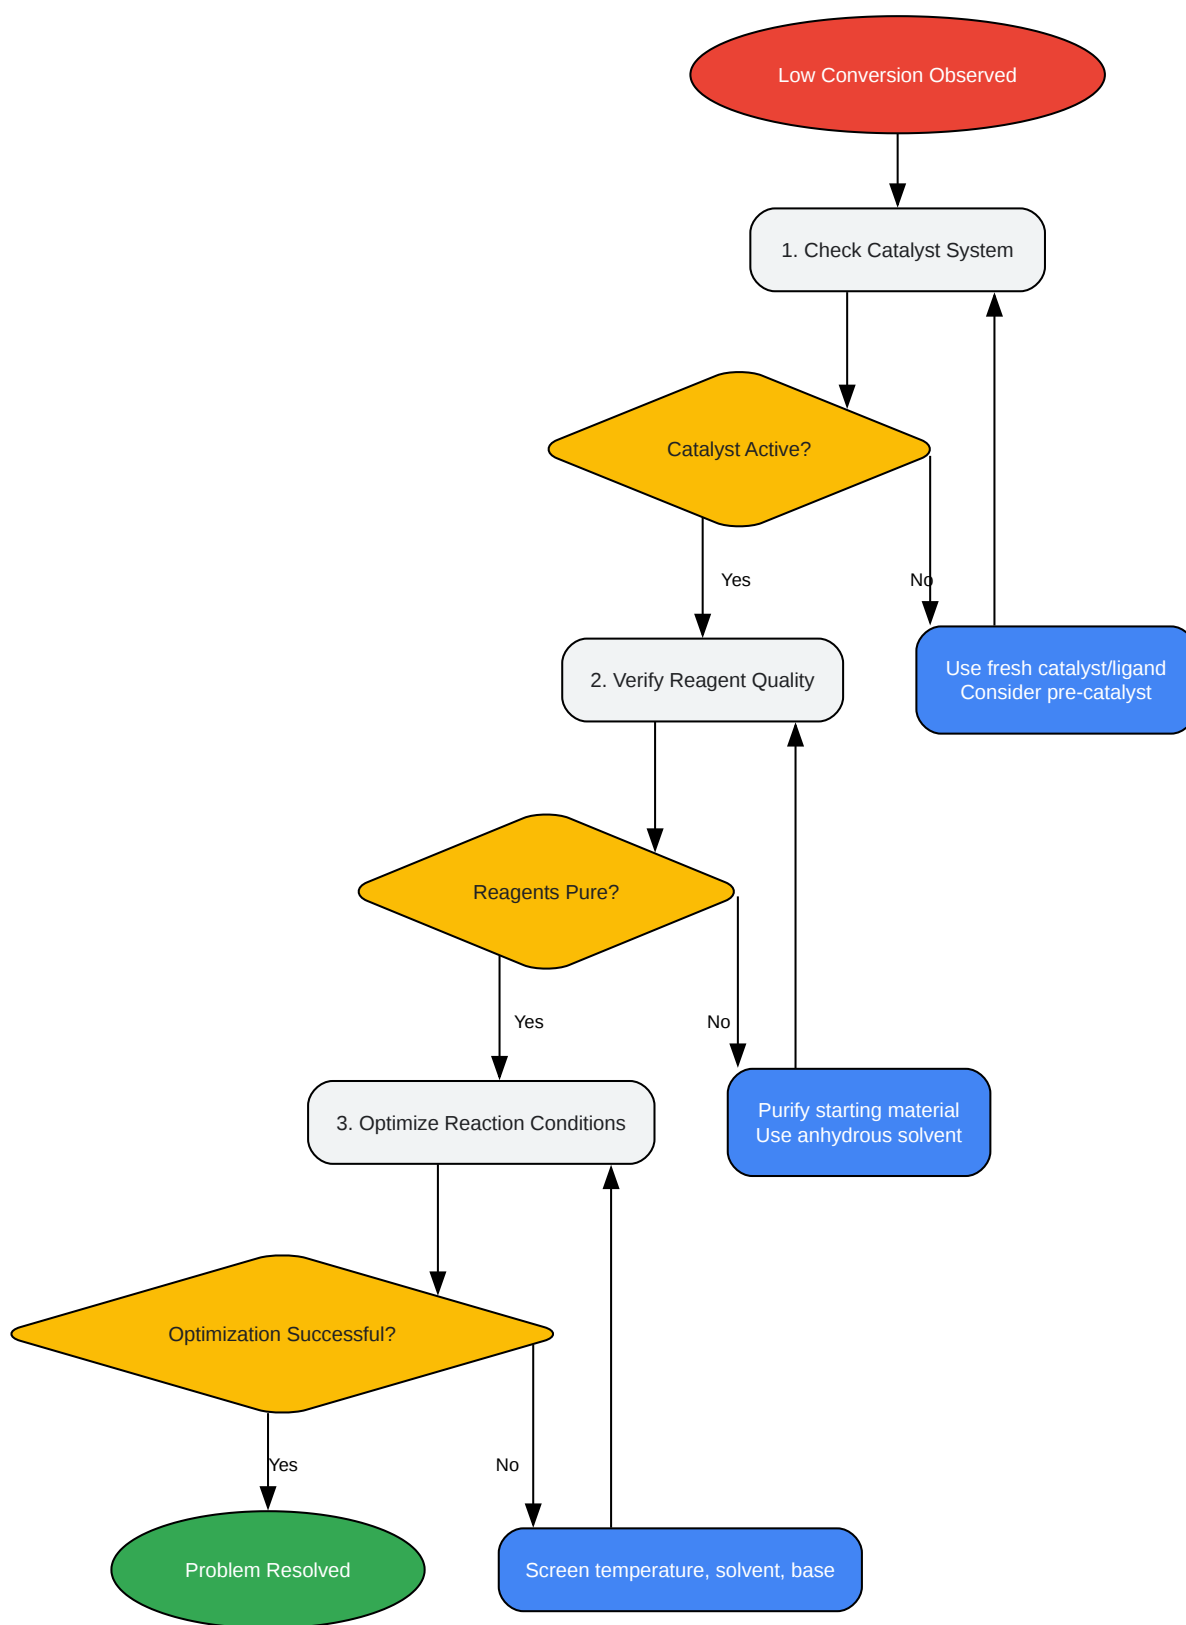 Low Conversion Observed
1. Check Catalyst System
Catalyst Active?
Yes
No
Use fresh catalyst/ligand
Consider pre-catalyst
2. Verify Reagent Quality
Reagents Pure?
Yes
No
Purify starting material
Use anhydrous solvent
3. Optimize Reaction Conditions
Optimization Successful?
Yes
No
Problem Resolved
Screen temperature, solvent, base